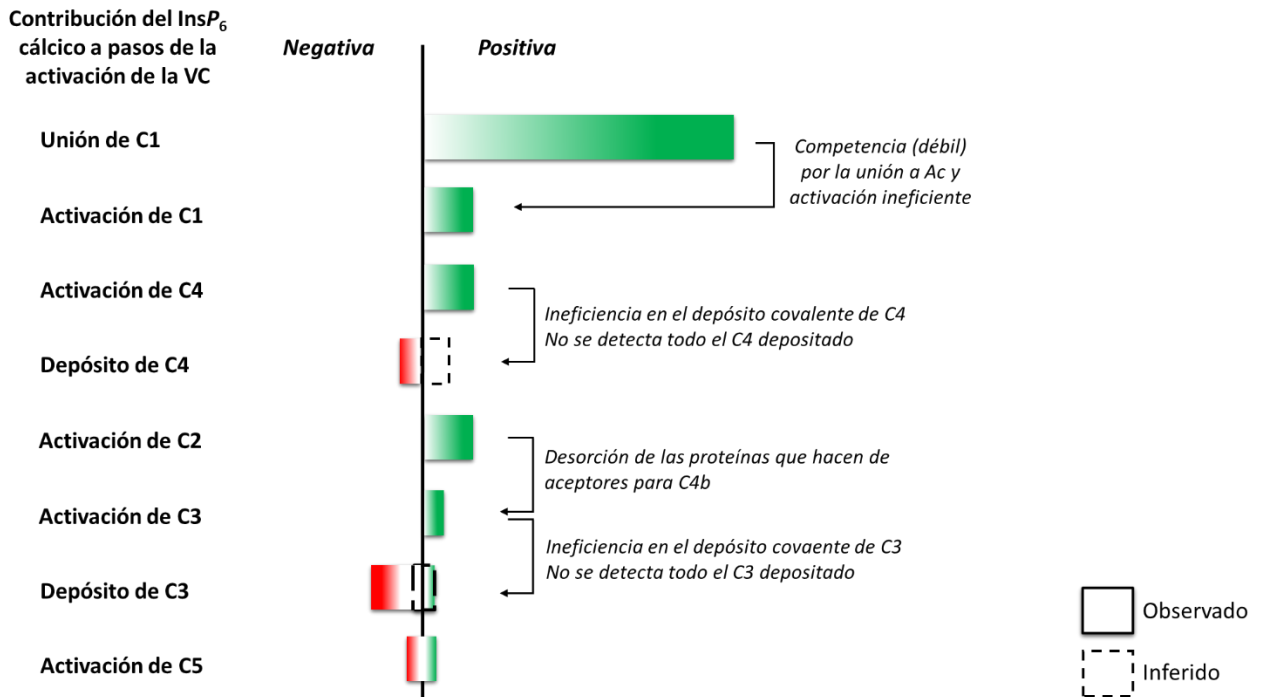 Contribución del InsP6
cálcico a pasos de la
activación de la VC
Negativa
Positiva
Unión de C1
Competencia (débil)
por la unión a Ac y
activación ineficiente
Activación de C1
Activación de C4
Ineficiencia en el depósito covalente de C4
No se detecta todo el C4 depositado
Depósito de C4
Activación de C2
Desorción de las proteínas que hacen de
aceptores para C4b
Activación de C3
Ineficiencia en el depósito covaente de C3
No se detecta todo el C3 depositado
Depósito de C3
Activación de C5
Observado
Inferido